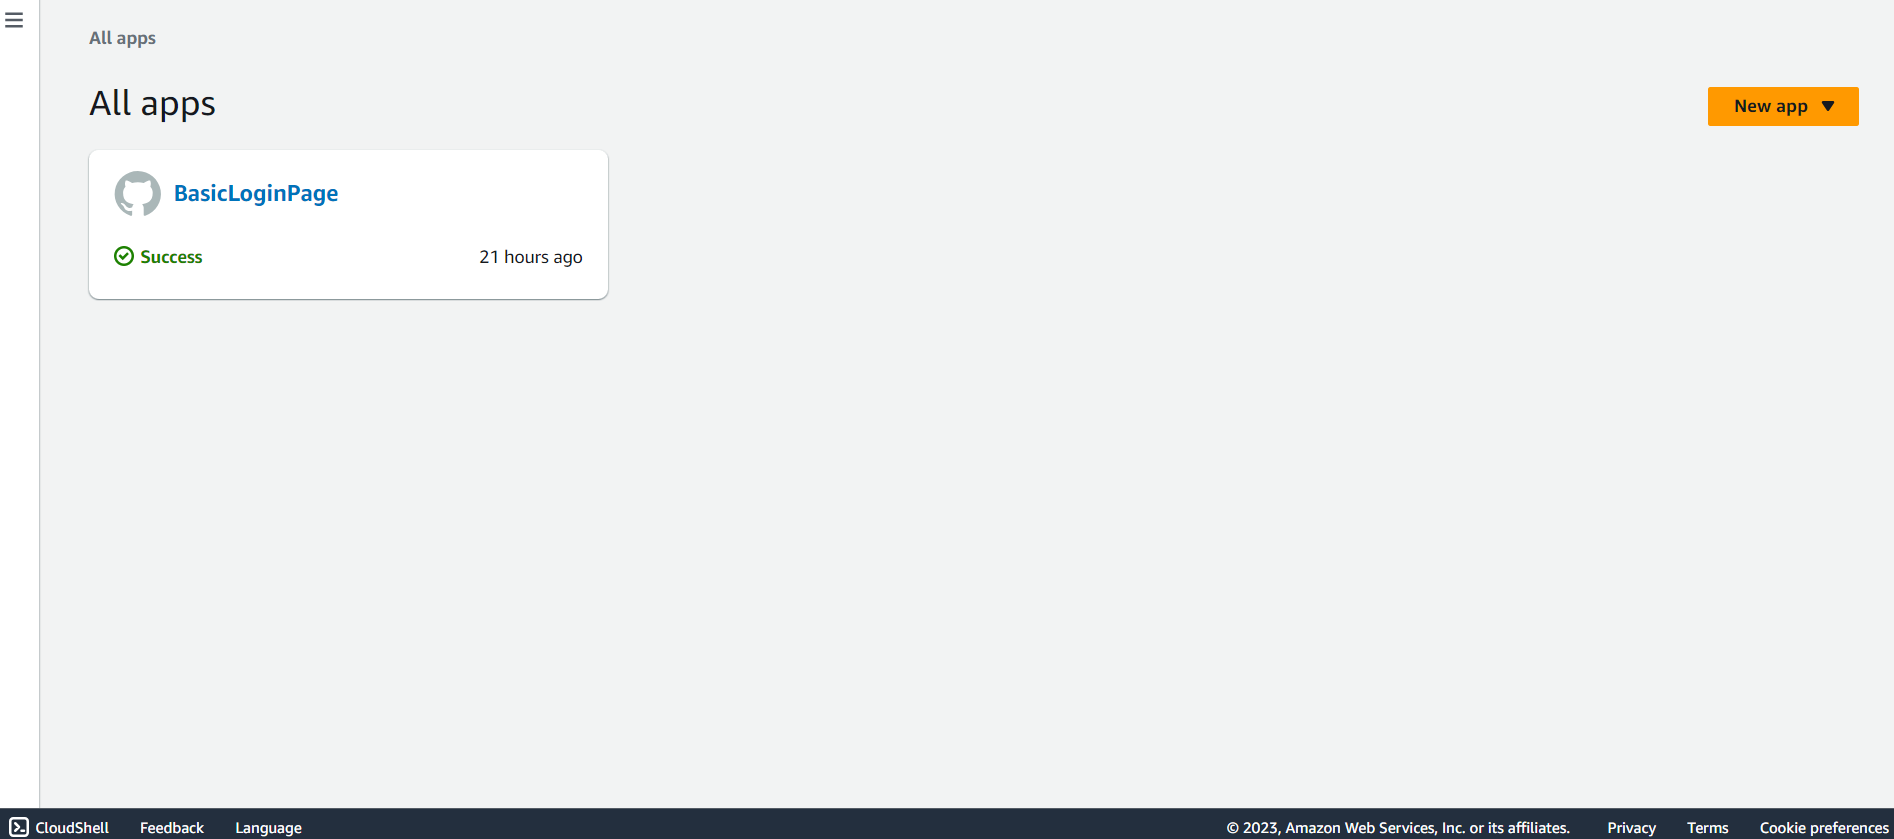 All apps
All apps
New app
BasicLoginPage
Success
21 hours ago
CloudShell
Feedback
Language
© 2023, Amazon Web Services, Inc. or its affiliates.
Privacy
Terms
Cookie preferences